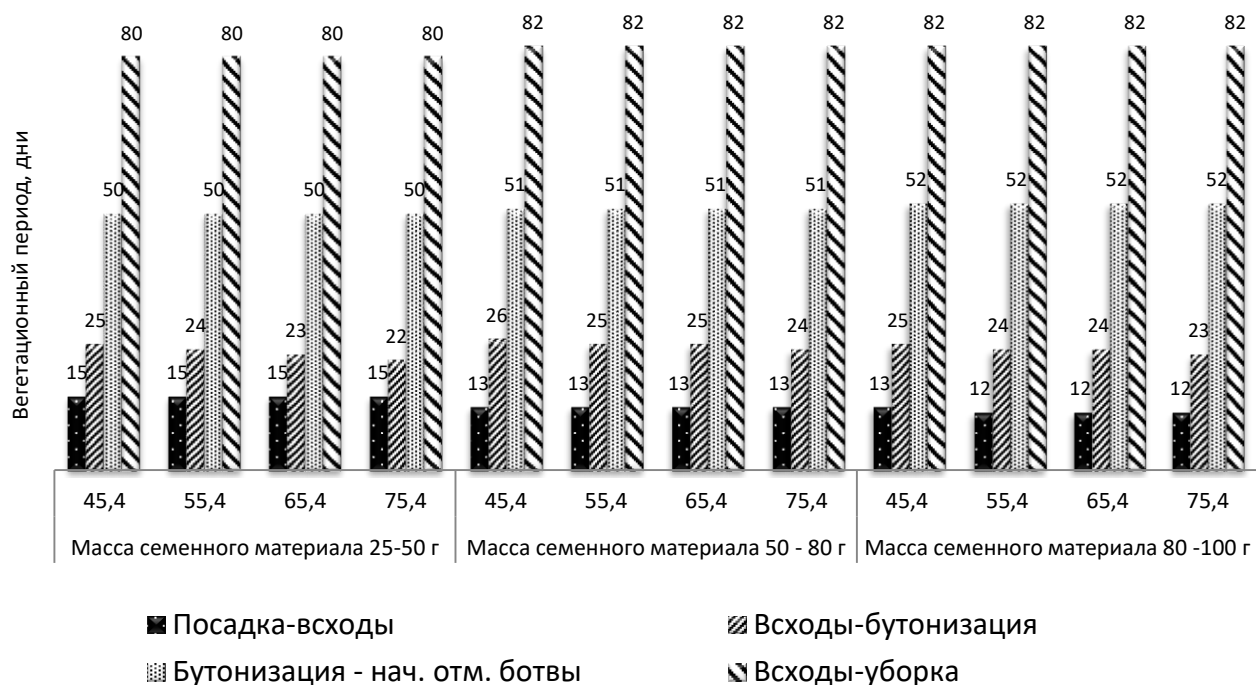 80 80 80 80 82 82 82 82 82 82 82 82
50 50 50 50 51 51 51 51 52 52 52 52
25 24 23 22 26 25 25 24 25 24 24 23
15 15 15 15 13 13 13 13 13 12 12 12
Вегетационный период, дни
45,4 55,4 65,4 75,4 45,4 55,4 65,4 75,4 45,4 55,4 65,4 75,4
Масса семенного материала 25-50 г Масса семенного материала 50 - 80 г Масса семенного материала 80 -100 г
Посадка-всходы Всходы-бутонизация
Бутонизация - нач. отм. ботвы Всходы-уборка